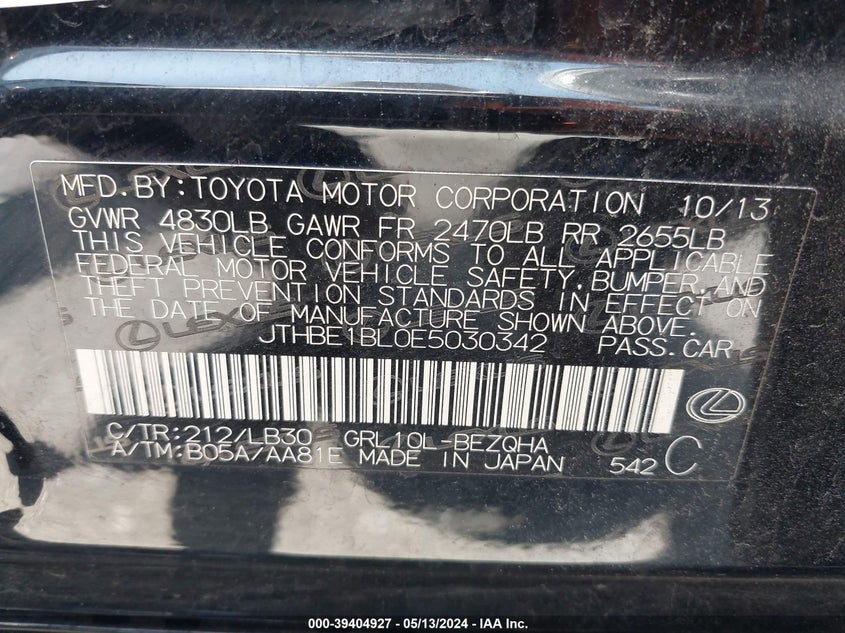 MFD.BY:TOYOTA MOTOR CORPORATION 10/13
GVWR 4830LB GAWR FR 2470LB RR 2655LB
THIS VEHICLE CONFORMS TO ALL APPLICABLE
FEDERAL MOTOR VEHICLE SAFETY,BUMPER,AND
THEFT PREVENTION STANDARDS IN EFFECT ON
THE DATE OF MANUFACTURE SHOWN ABOVE.
JTHBE1BL0E5030342 PASS.CAR
C/TR:212/LB30 GRL10L-BEZQHA
A/TM:B05A/AA81E MADE IN JAPAN 542 C
LEXUS
000-39404927 | 05/13/2024 - IAA Inc.